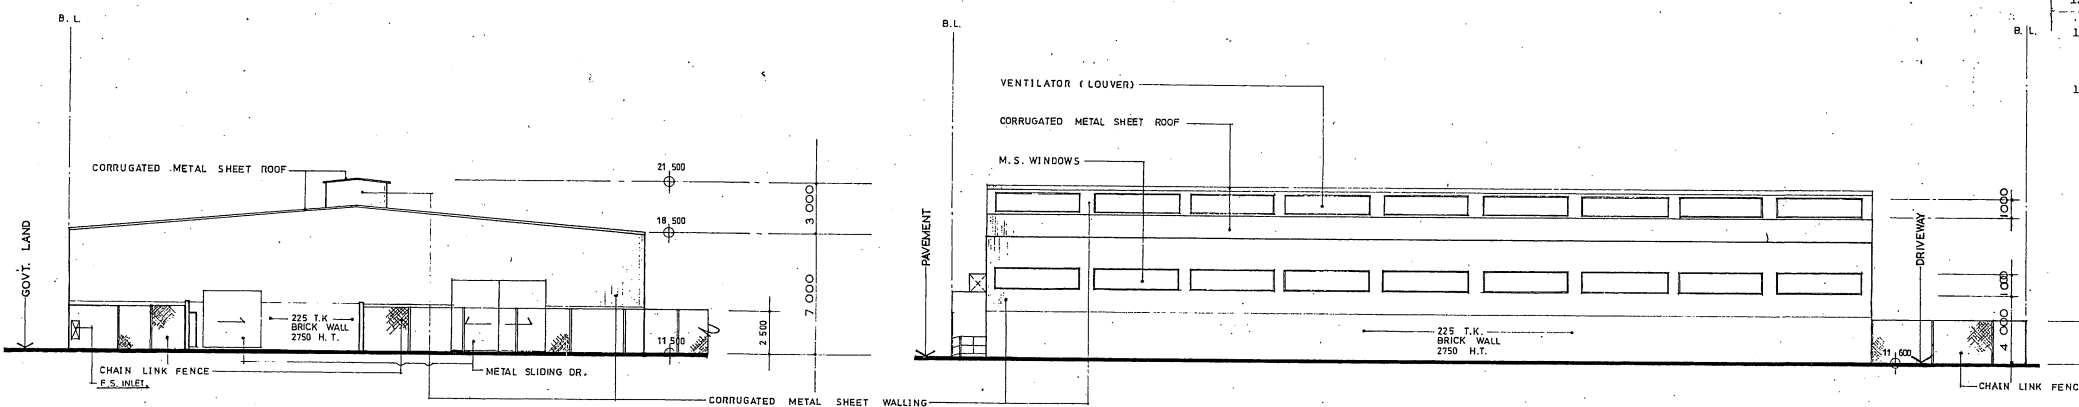 B. L.
CORRUGATED METAL SHEET ROOF
GOVT. LAND
225 T.K
BRICK WALL
2750 H. T.
CHAIN LINK FENCE
F.S. INLET.
METAL SLIDING DR.
21 500
18 500
11 500
3 000
7 000
2 500
CORRUGATED METAL SHEET WALLING
B.L.
VENTILATOR (LOUVER)
CORRUGATED METAL SHEET ROOF
M.S. WINDOWS
PAVEMENT
225 T.K.
BRICK WALL
2750 H.T.
B. L.
DRIVEWAY
1000
4 000
CHAIN LINK FENC